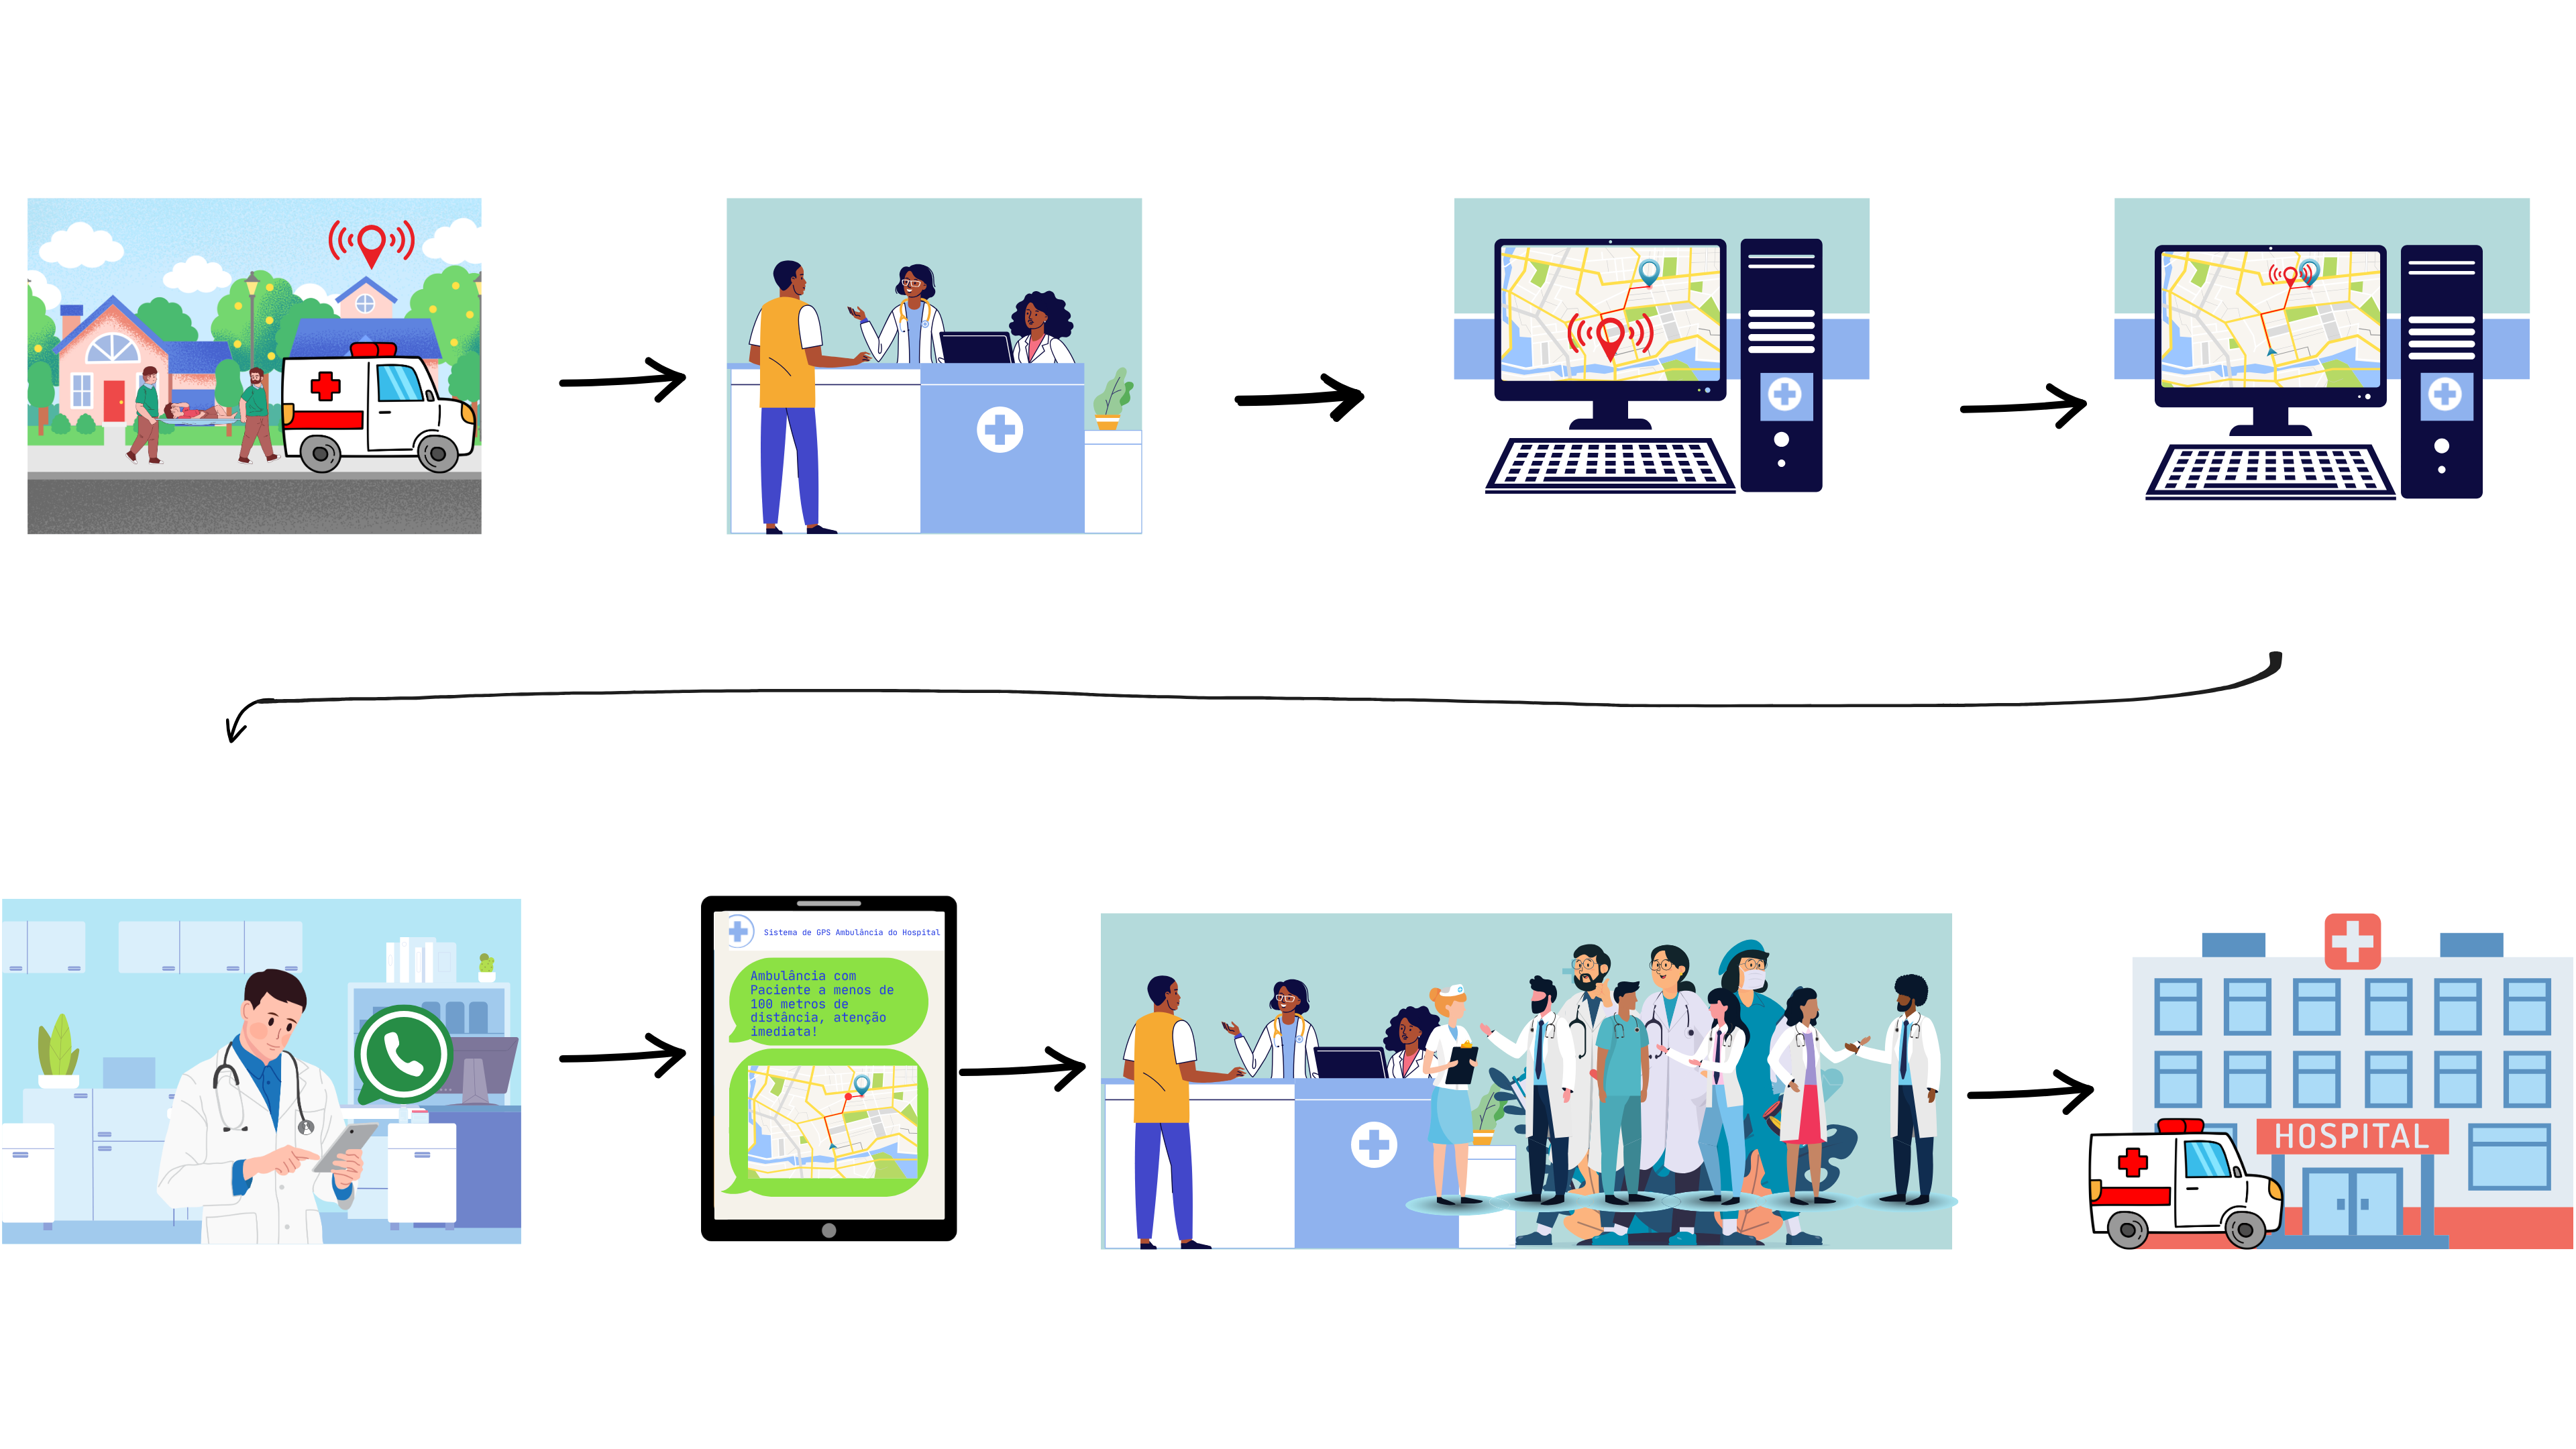 Sistema de GPS Ambulância do Hospital
Ambulância com
Paciente a menos de
100 metros de
distância, atenção
imediata!
HOSPITAL